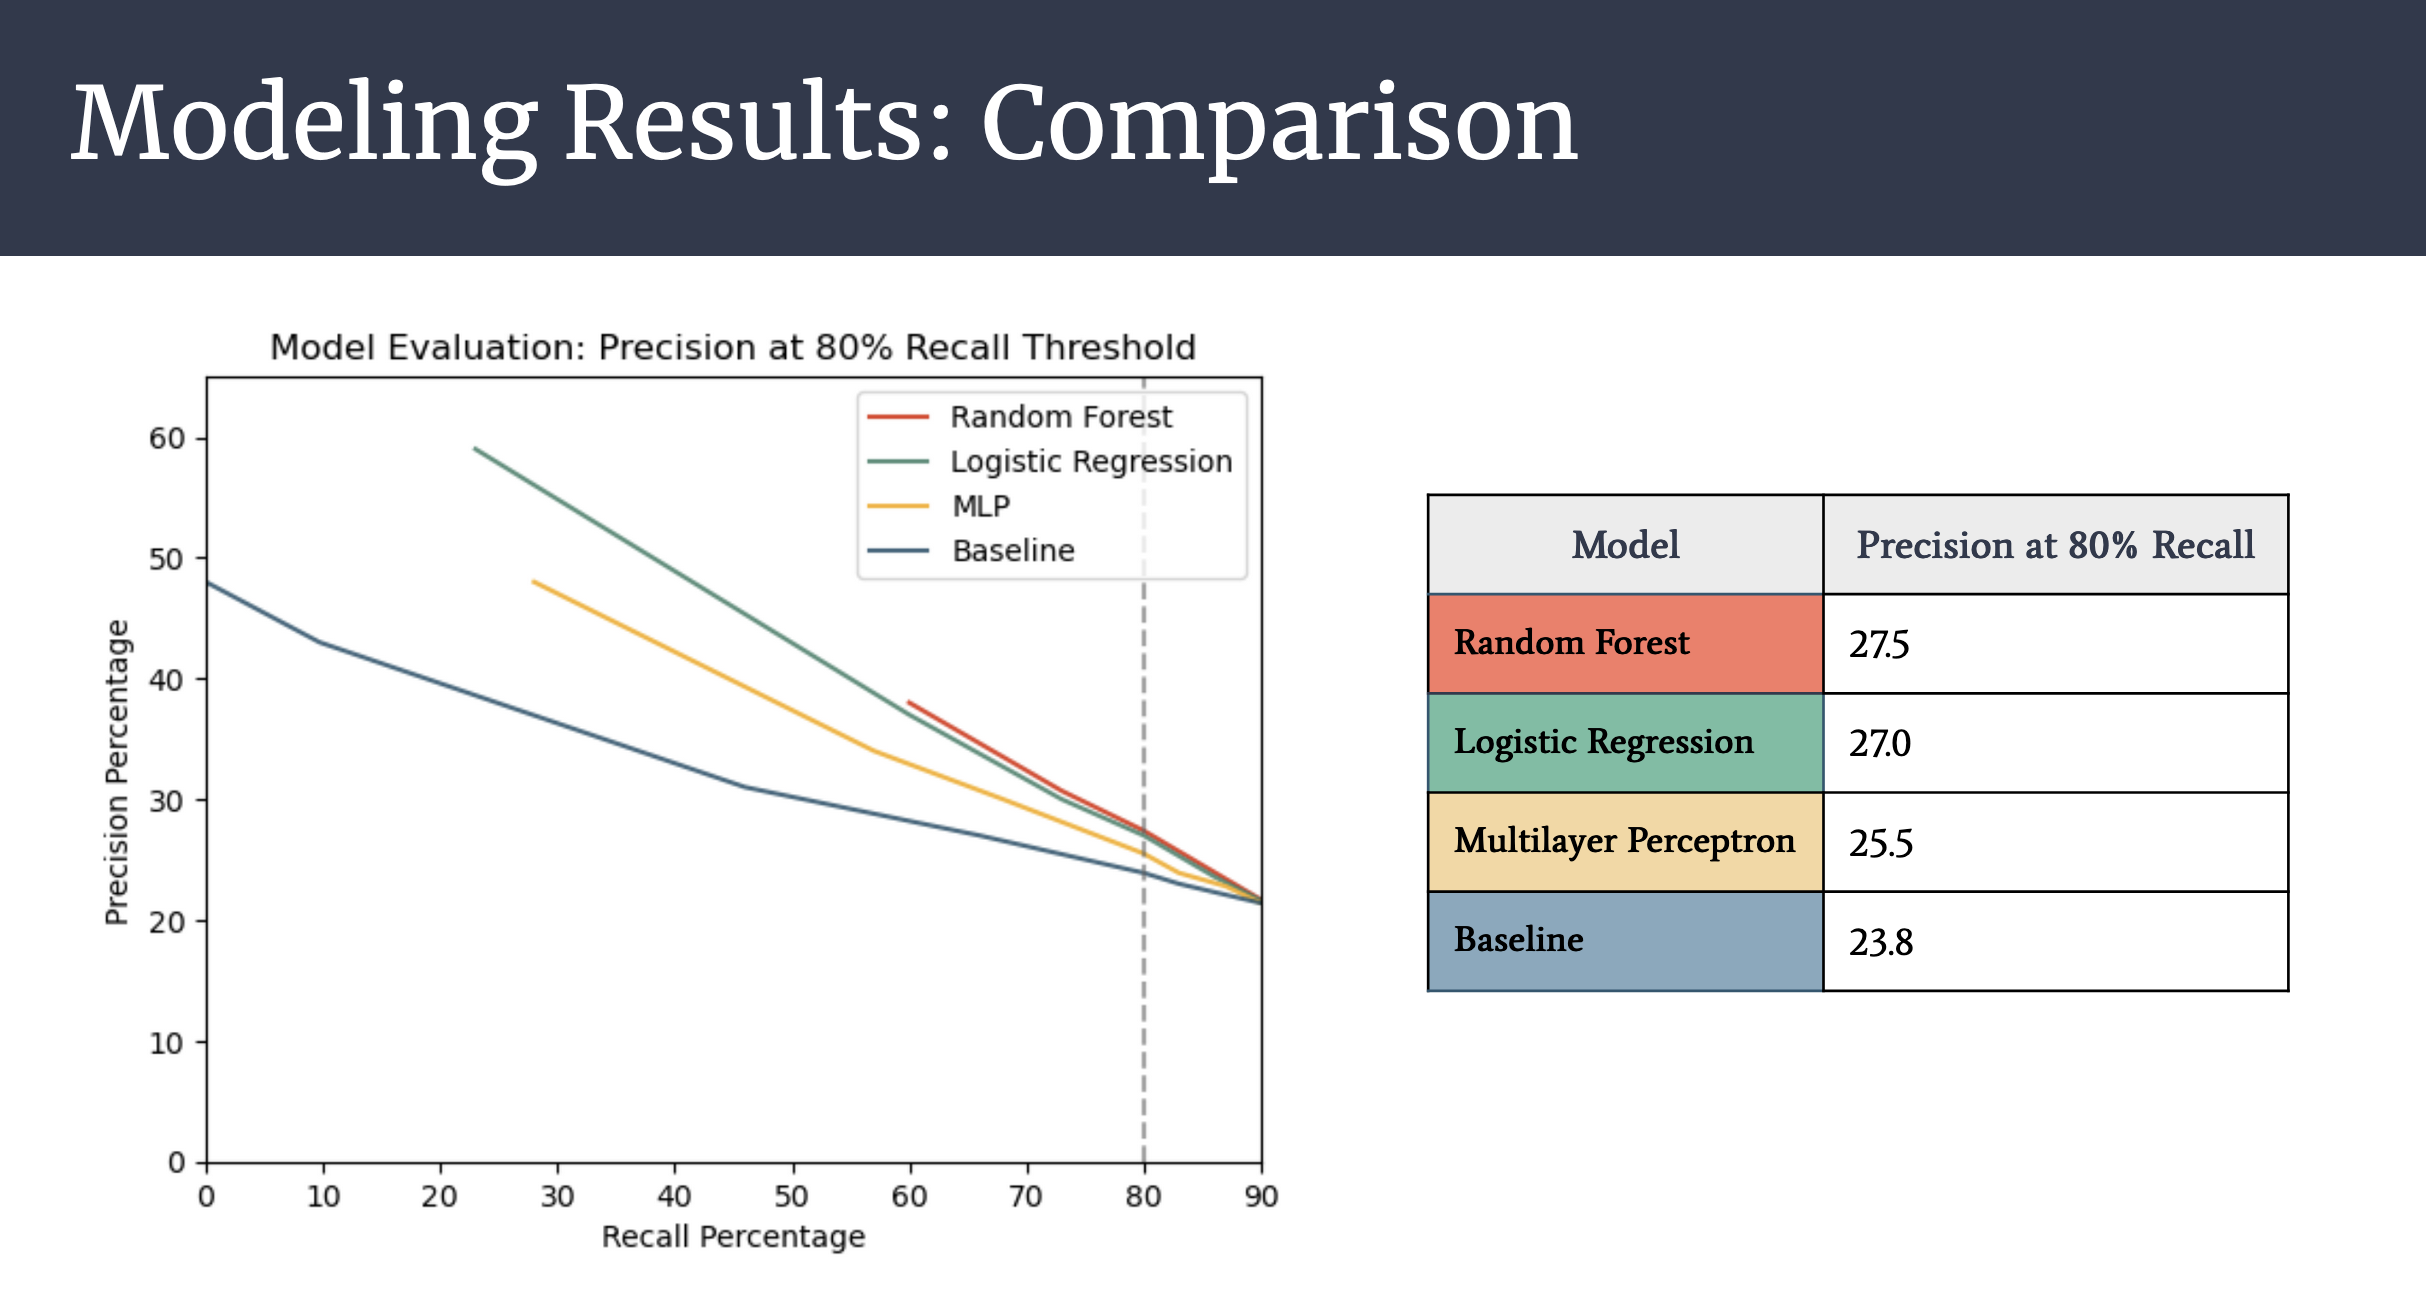 Modeling Results: Comparison
Model Evaluation: Precision at 80% Recall Threshold
Random Forest
Logistic Regression
MLP
Baseline
Precision Percentage
60
50
40
30
20
10
0
0 10 20 30 40 50 60 70 80 90
Recall Percentage
Model Precision at 80% Recall
Random Forest 27.5
Logistic Regression 27.0
Multilayer Perceptron 25.5
Baseline 23.8